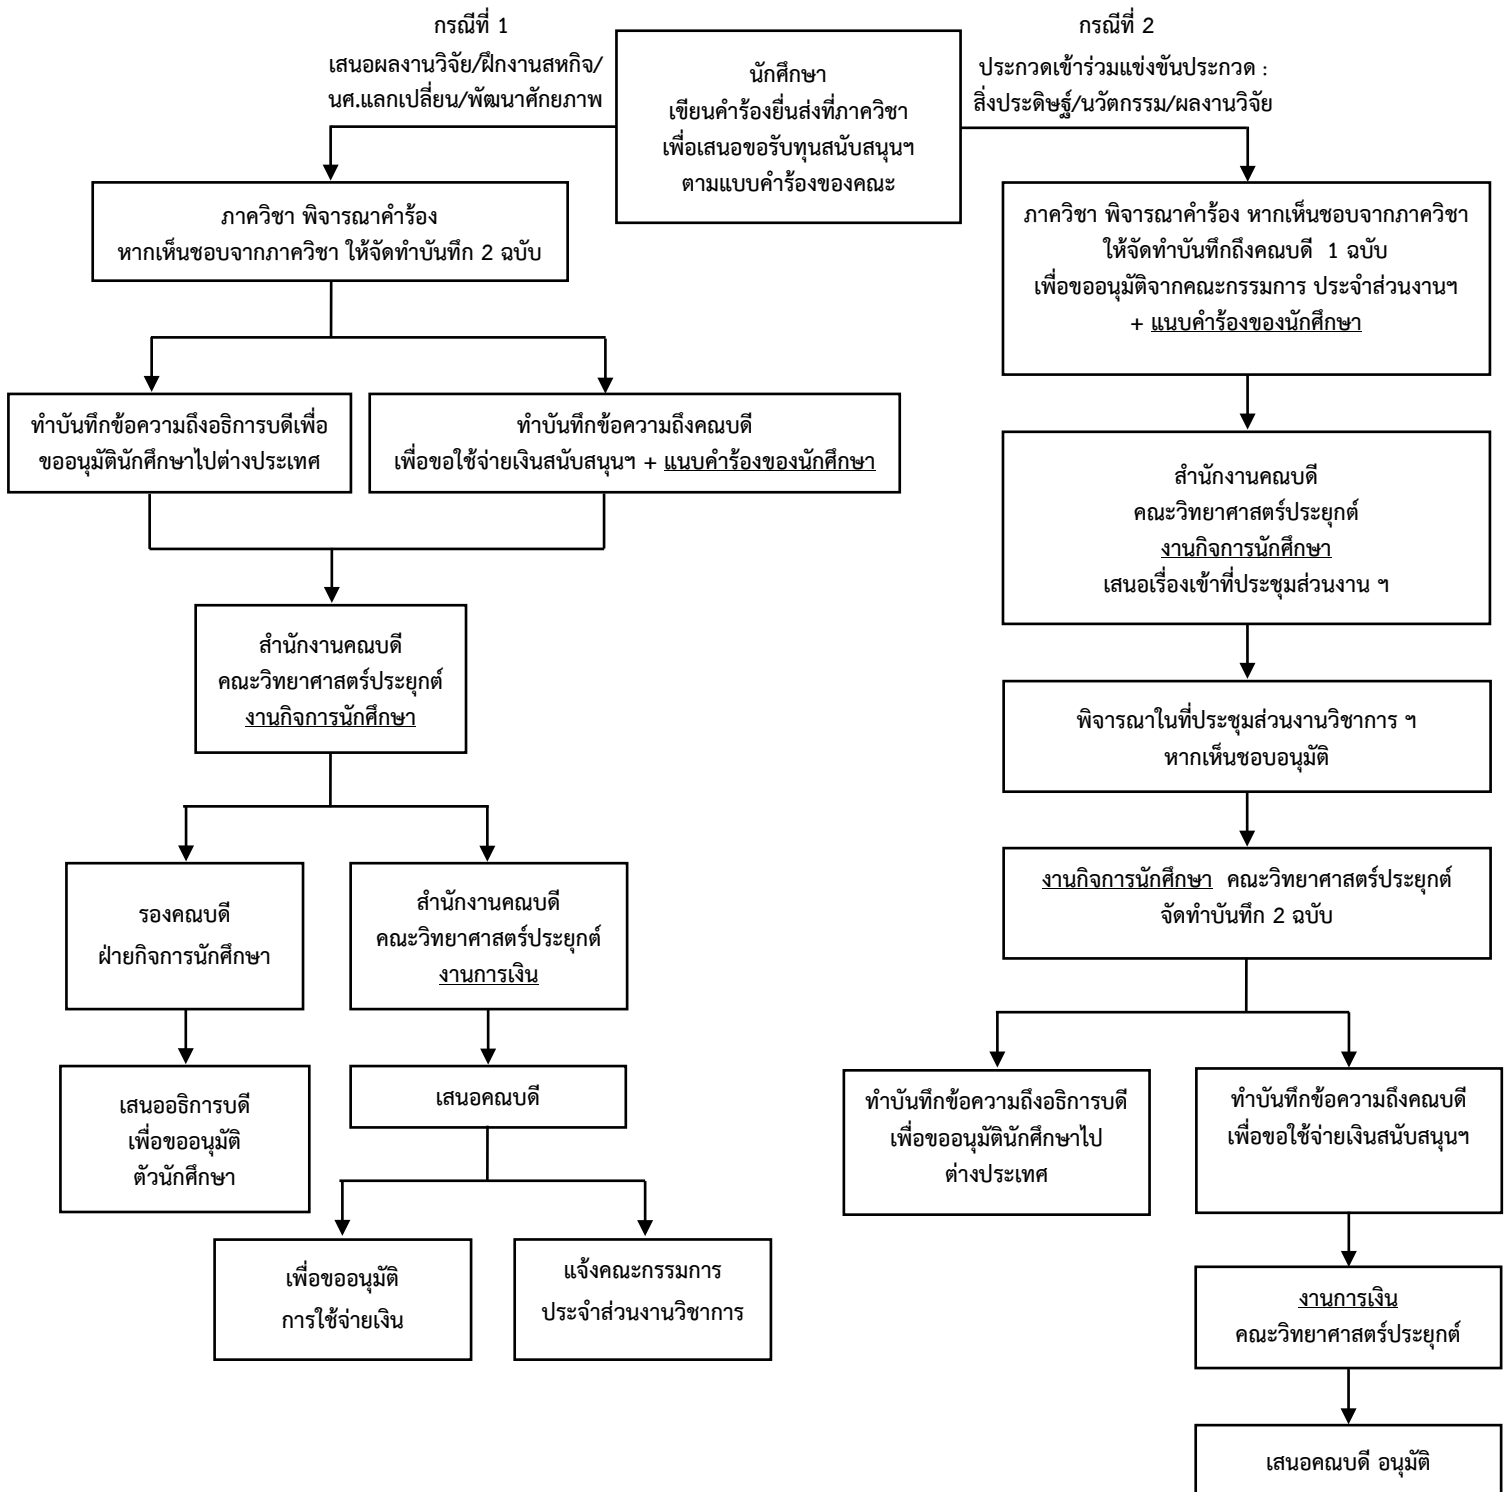 กรณีที่ 1
เสนอผลงานวิจัย/ฝึกงานสหกิจ/
นศ.แลกเปลี่ยน/พัฒนาศักยภาพ
นักศึกษา
เขียนคำร้องยื่นส่งที่ภาควิชา
เพื่อเสนอขอรับทุนสนับสนุนฯ
ตามแบบคำร้องของคณะ
กรณีที่ 2
ประกวดเข้าร่วมแข่งขันประกวด :
สิ่งประดิษฐ์/นวัตกรรม/ผลงานวิจัย
ภาควิชา พิจารณาคำร้อง
หากเห็นชอบจากภาควิชา ให้จัดทำบันทึก 2 ฉบับ
ทำบันทึกข้อความถึงอธิการบดีเพื่อ
ขออนุมัตินักศึกษาไปต่างประเทศ
ทำบันทึกข้อความถึงคณบดี
เพื่อขอใช้จ่ายเงินสนับสนุนฯ + แนบคำร้องของนักศึกษา
สำนักงานคณบดี
คณะวิทยาศาสตร์ประยุกต์
งานกิจการนักศึกษา
รองคณบดี
ฝ่ายกิจการนักศึกษา
สำนักงานคณบดี
คณะวิทยาศาสตร์ประยุกต์
งานการเงิน
เสนออธิการบดี
เพื่อขออนุมัติ
ตัวนักศึกษา
เสนอคณบดี
เพื่อขออนุมัติ
การใช้จ่ายเงิน
แจ้งคณะกรรมการ
ประจำส่วนงานวิชาการ
ภาควิชา พิจารณาคำร้อง หากเห็นชอบจากภาควิชา
ให้จัดทำบันทึกถึงคณบดี 1 ฉบับ
เพื่อขออนุมัติจากคณะกรรมการ ประจำส่วนงานฯ
+ แนบคำร้องของนักศึกษา
สำนักงานคณบดี
คณะวิทยาศาสตร์ประยุกต์
งานกิจการนักศึกษา
เสนอเรื่องเข้าที่ประชุมส่วนงาน ฯ
พิจารณาในที่ประชุมส่วนงานวิชาการ ฯ
หากเห็นชอบอนุมัติ
งานกิจการนักศึกษา คณะวิทยาศาสตร์ประยุกต์
จัดทำบันทึก 2 ฉบับ
ทำบันทึกข้อความถึงอธิการบดี
เพื่อขออนุมัตินักศึกษาไป
ต่างประเทศ
ทำบันทึกข้อความถึงคณบดี
เพื่อขอใช้จ่ายเงินสนับสนุนฯ
งานการเงิน
คณะวิทยาศาสตร์ประยุกต์
เสนอคณบดี อนุมัติ